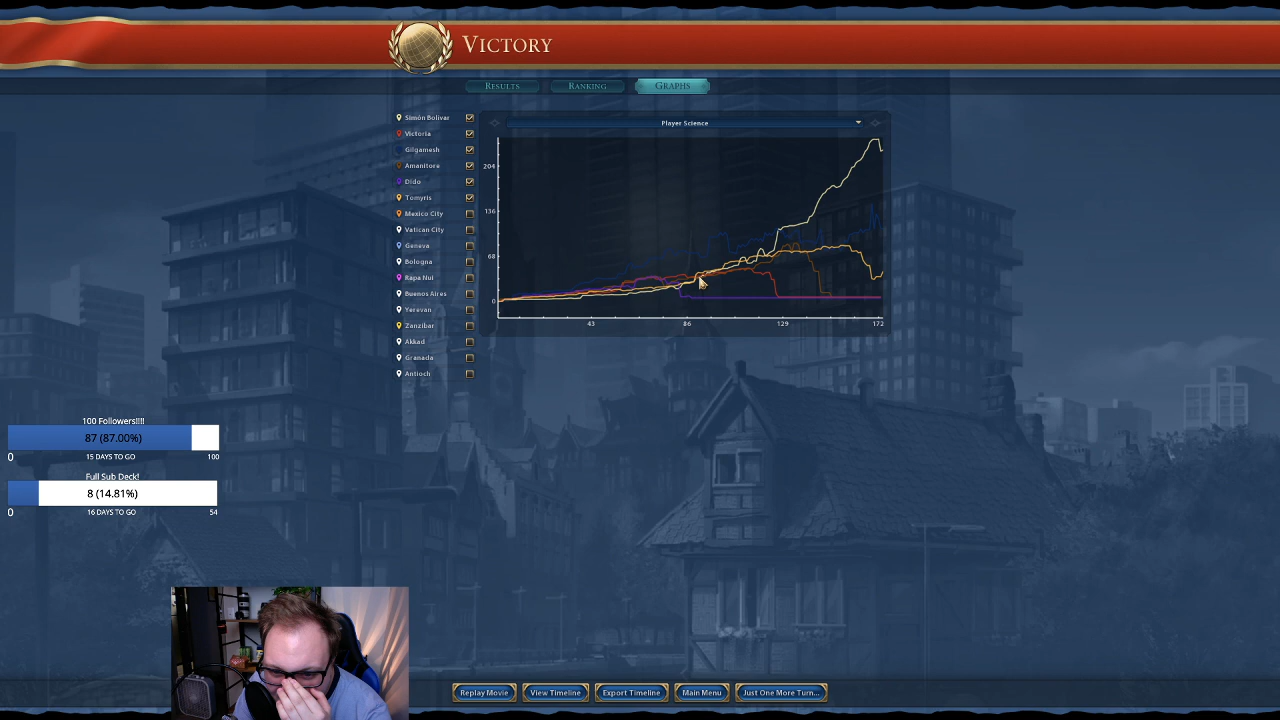 VICTORY
RESULTS
RANKING
GRAPHS
Simón Bolívar
Victoria
Gilgamesh
Amanitore
Dido
Tomyris
Mexico City
Vatican City
Geneva
Bologna
Rapa Nui
Buenos Aires
Yerevan
Zanzibar
Akkad
Granada
Antioch
Player Science
204
136
68
0
43 86 129 172
100 Followers!!!!
87 (87.00%)
0 15 DAYS TO GO 100
Full Sub Deck!
8 (14.81%)
0 16 DAYS TO GO 54
Replay Movie
View Timeline
Export Timeline
Main Menu
Just One More Turn...